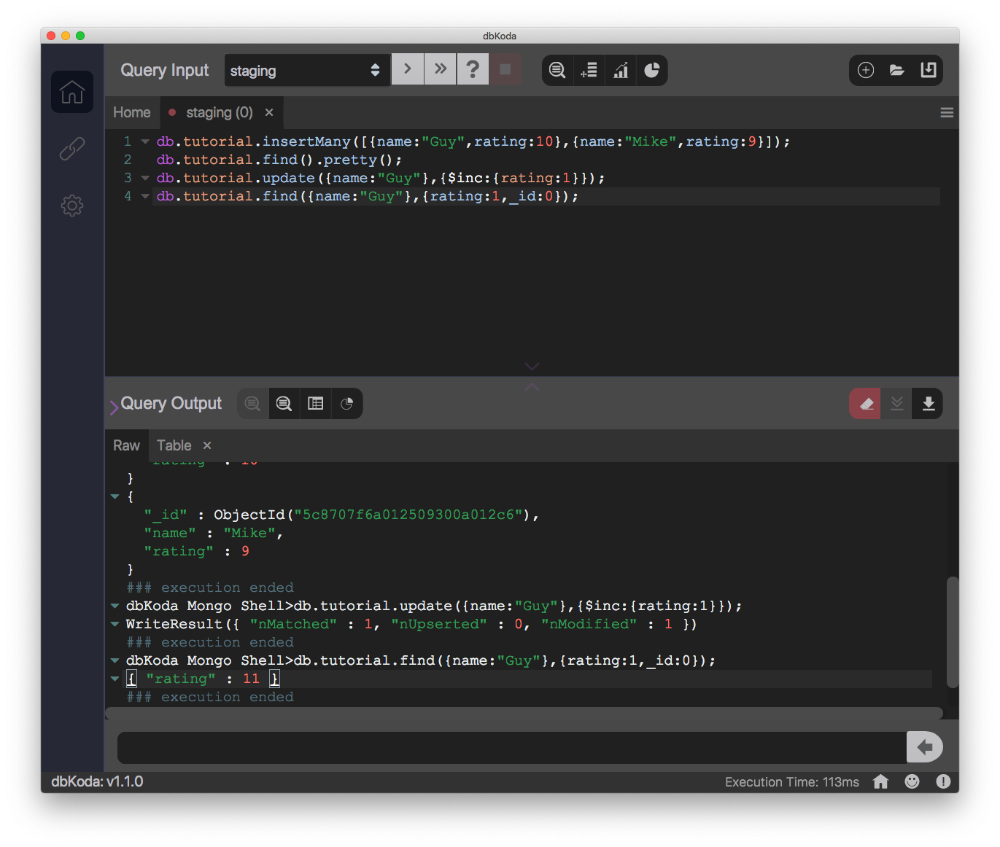 dbKoda
Query Input
staging
?
Home
staging (0) ×
1 db.tutorial.insertMany([{name:"Guy",rating:10},{name:"Mike",rating:9}]);
2 db.tutorial.find().pretty();
3 db.tutorial.update({name:"Guy"},{$inc:{rating:1}});
4 db.tutorial.find({name:"Guy"},{rating:1,_id:0});
Query Output
Raw
Table ×
"rating" : 10
}
{
"_id" : ObjectId("5c8707f6a012509300a012c6"),
"name" : "Mike",
"rating" : 9
}
### execution ended
dbKoda Mongo Shell>db.tutorial.update({name:"Guy"},{$inc:{rating:1}});
WriteResult({ "nMatched" : 1, "nUpserted" : 0, "nModified" : 1 })
### execution ended
dbKoda Mongo Shell>db.tutorial.find({name:"Guy"},{rating:1,_id:0});
{ "rating" : 11 }
### execution ended
dbKoda: v1.1.0
Execution Time: 113ms